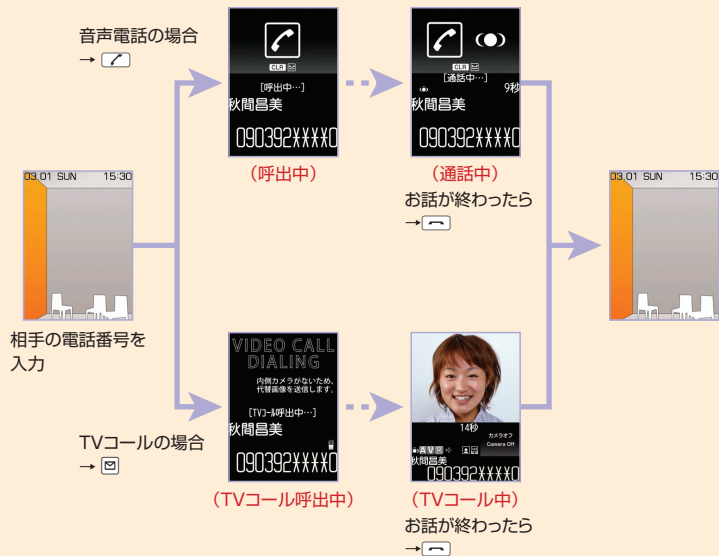 音声電話の場合
→
CLR
[呼出中…]
秋間昌美
090392XXXX0
(呼出中)
CLR
[通話中…]
9秒
秋間昌美
090392XXXX0
(通話中)
お話が終わったら
→
03.01 SUN 15:30
相手の電話番号を
入力
03.01 SUN 15:30
TVコールの場合
→
VIDEO CALL
DIALING
内側カメラがないため、
代替画像を送信します。
[TVコール呼出中…]
秋間昌美
090392XXXX0
(TVコール呼出中)
14秒
カメラオフ
Camera Off
AV
秋間昌美
090392XXXX0
(TVコール中)
お話が終わったら
→